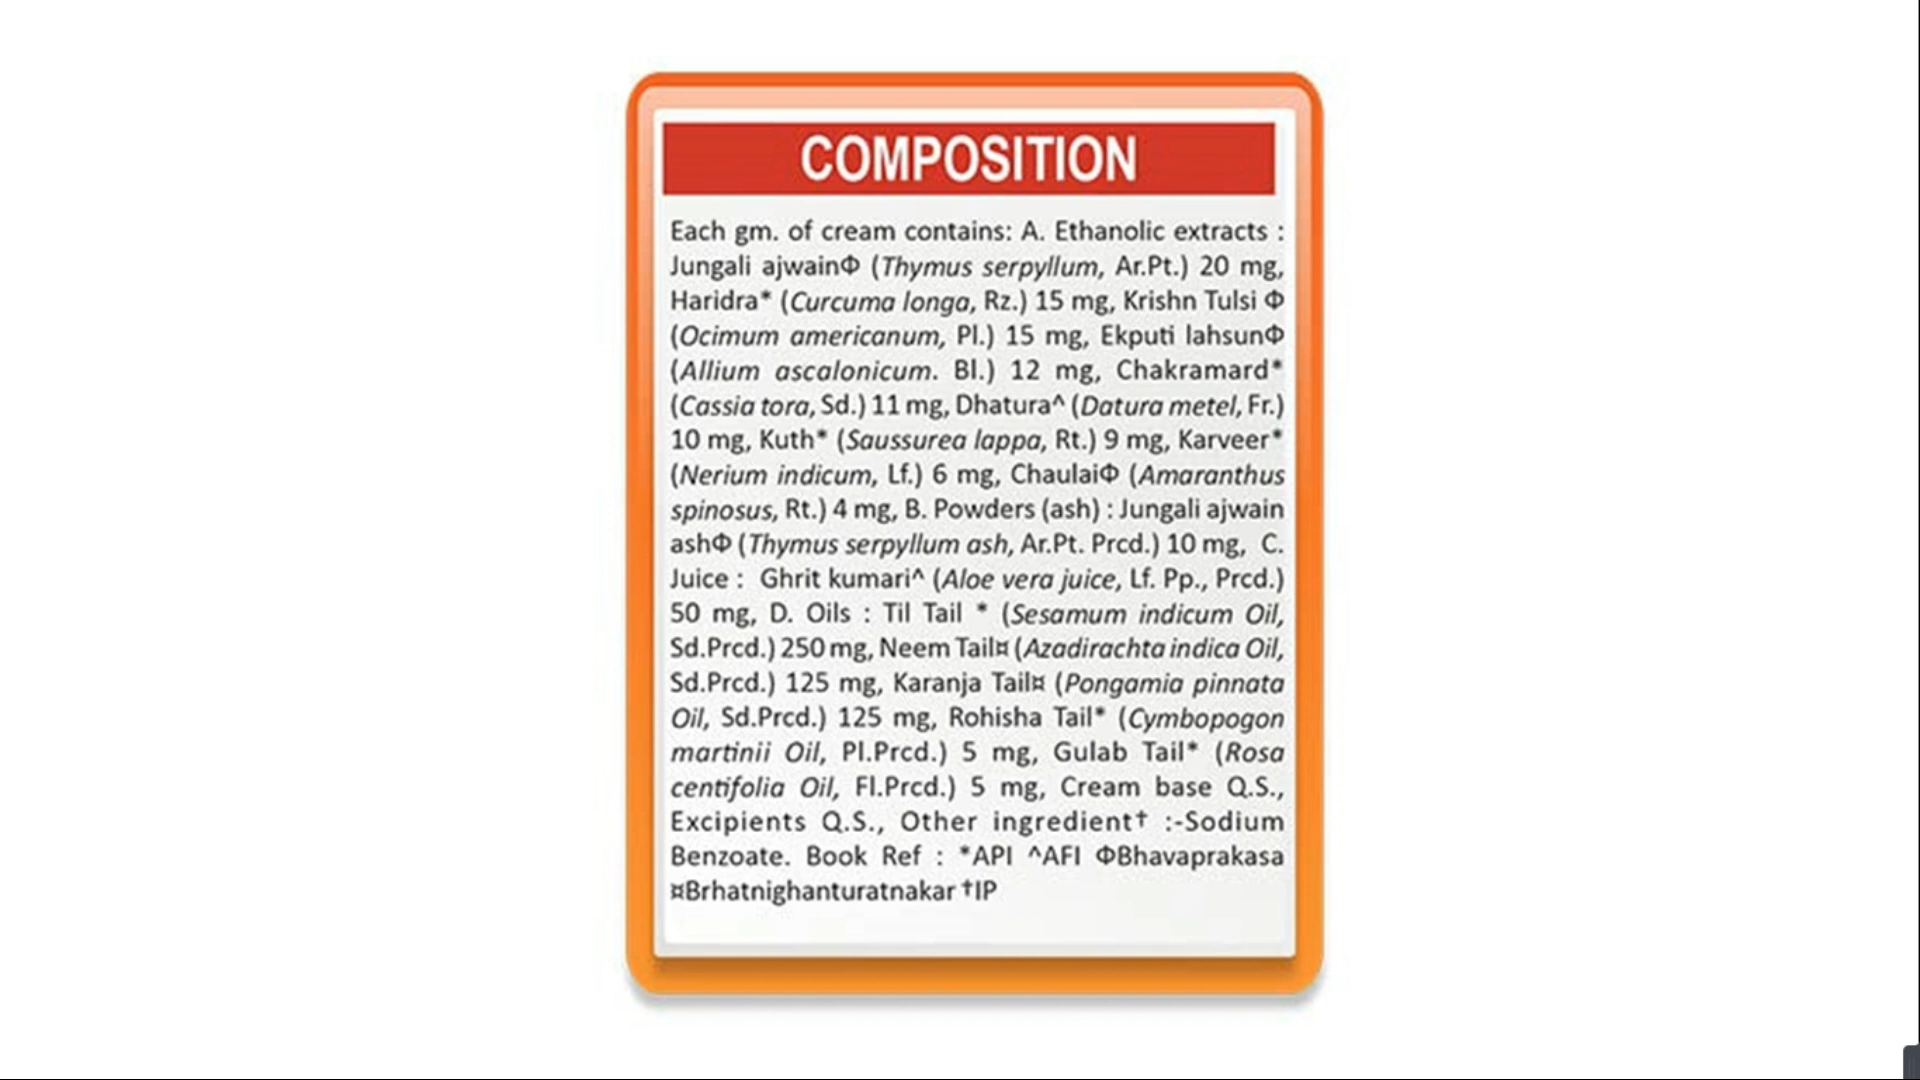 COMPOSITION
Each gm. of cream contains: A. Ethanolic extracts :
Jungali ajwainΦ (Thymus serpyllum, Ar.Pt.) 20 mg,
Haridra* (Curcuma longa, Rz.) 15 mg, Krishn Tulsi Φ
(Ocimum americanum, Pl.) 15 mg, Ekputi lahsunΦ
(Allium ascalonicum. Bl.) 12 mg, Chakramard*
(Cassia tora, Sd.) 11 mg, Dhatura^ (Datura metel, Fr.)
10 mg, Kuth* (Saussurea lappa, Rt.) 9 mg, Karveer*
(Nerium indicum, Lf.) 6 mg, ChaulaiΦ (Amaranthus
spinosus, Rt.) 4 mg, B. Powders (ash) : Jungali ajwain
ashΦ (Thymus serpyllum ash, Ar.Pt. Prcd.) 10 mg, C.
Juice : Ghrit kumari^ (Aloe vera juice, Lf. Pp., Prcd.)
50 mg, D. Oils : Til Tail * (Sesamum indicum Oil,
Sd.Prcd.) 250 mg, Neem Tail¤ (Azadirachta indica Oil,
Sd.Prcd.) 125 mg, Karanja Tail¤ (Pongamia pinnata
Oil, Sd.Prcd.) 125 mg, Rohisha Tail* (Cymbopogon
martinii Oil, Pl.Prcd.) 5 mg, Gulab Tail* (Rosa
centifolia Oil, Fl.Prcd.) 5 mg, Cream base Q.S.,
Excipients Q.S., Other ingredient† :-Sodium
Benzoate. Book Ref : *API ^AFI ΦBhavaprakasa
¤Brhatnighanturatnakar †IP